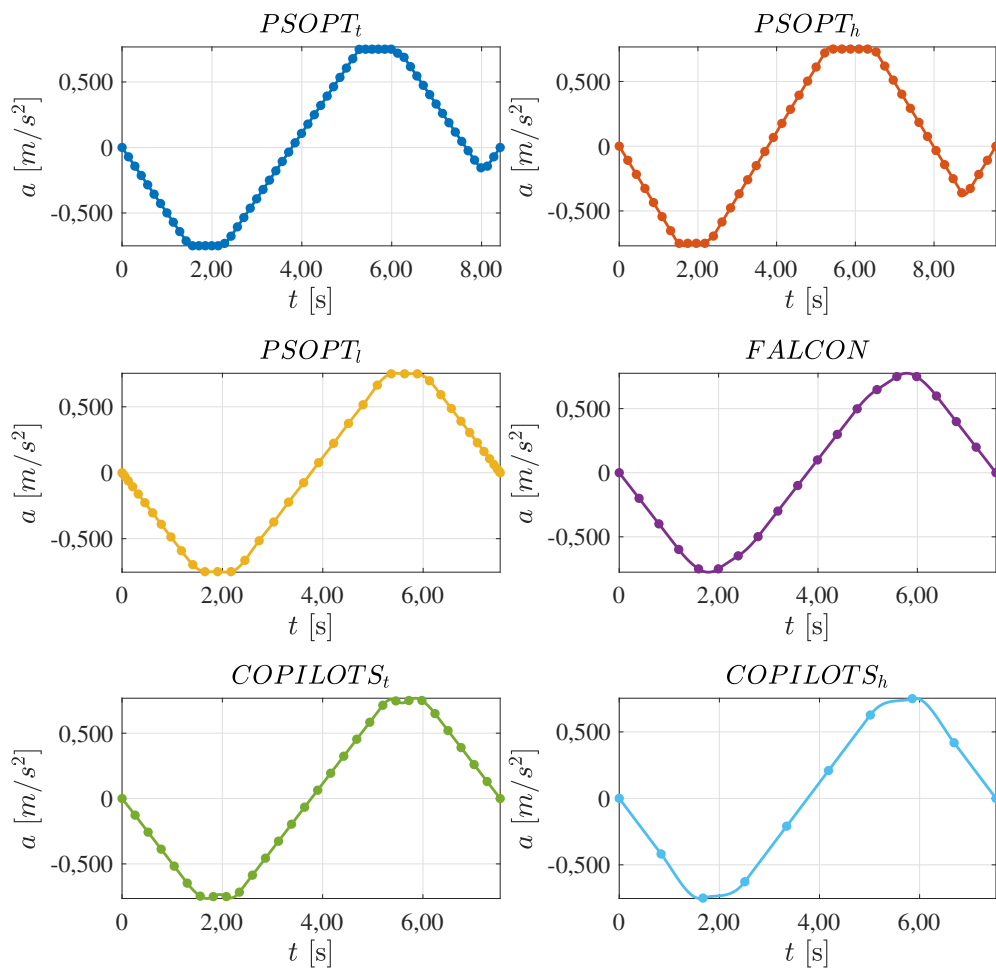 PSOPT_t
a [m/s^2]
0,500
0
-0,500
0 2,00 4,00 6,00 8,00
t [s]
PSOPT_h
a [m/s^2]
0,500
0
-0,500
0 2,00 4,00 6,00 8,00
t [s]
PSOPT_l
a [m/s^2]
0,500
0
-0,500
0 2,00 4,00 6,00
t [s]
FALCON
a [m/s^2]
0,500
0
-0,500
0 2,00 4,00 6,00
t [s]
COPILOTS_t
a [m/s^2]
0,500
0
-0,500
0 2,00 4,00 6,00
t [s]
COPILOTS_h
a [m/s^2]
0,500
0
-0,500
0 2,00 4,00 6,00
t [s]